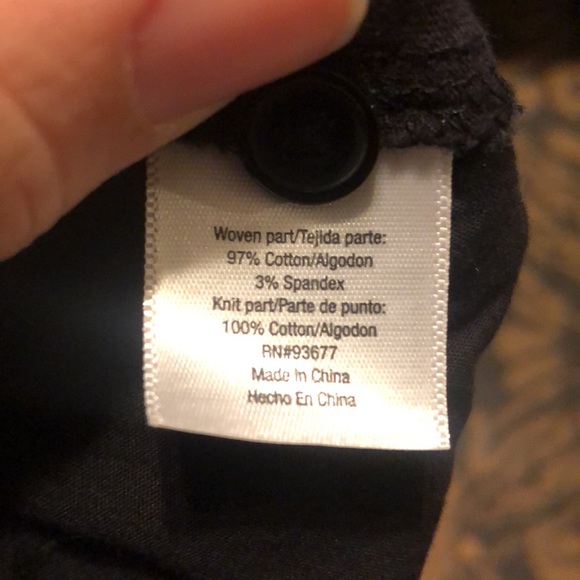 Woven part/Tejida parte:
97% Cotton/Algodon
3% Spandex
Knit part/Parte de punto:
100% Cotton/Algodon
RN#93677
Made In China
Hecho En China